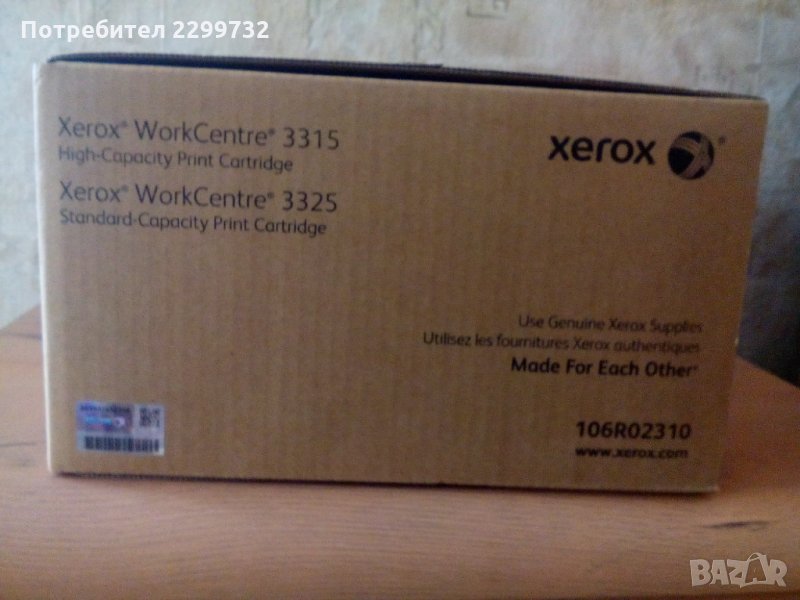 Потребител 2299732
Xerox® WorkCentre® 3315
High-Capacity Print Cartridge
Xerox® WorkCentre® 3325
Standard-Capacity Print Cartridge
xerox
Use Genuine Xerox Supplies
Utilisez les fournitures Xerox authentiques
Made For Each Other®
106R02310
www.xerox.com
BAZAR